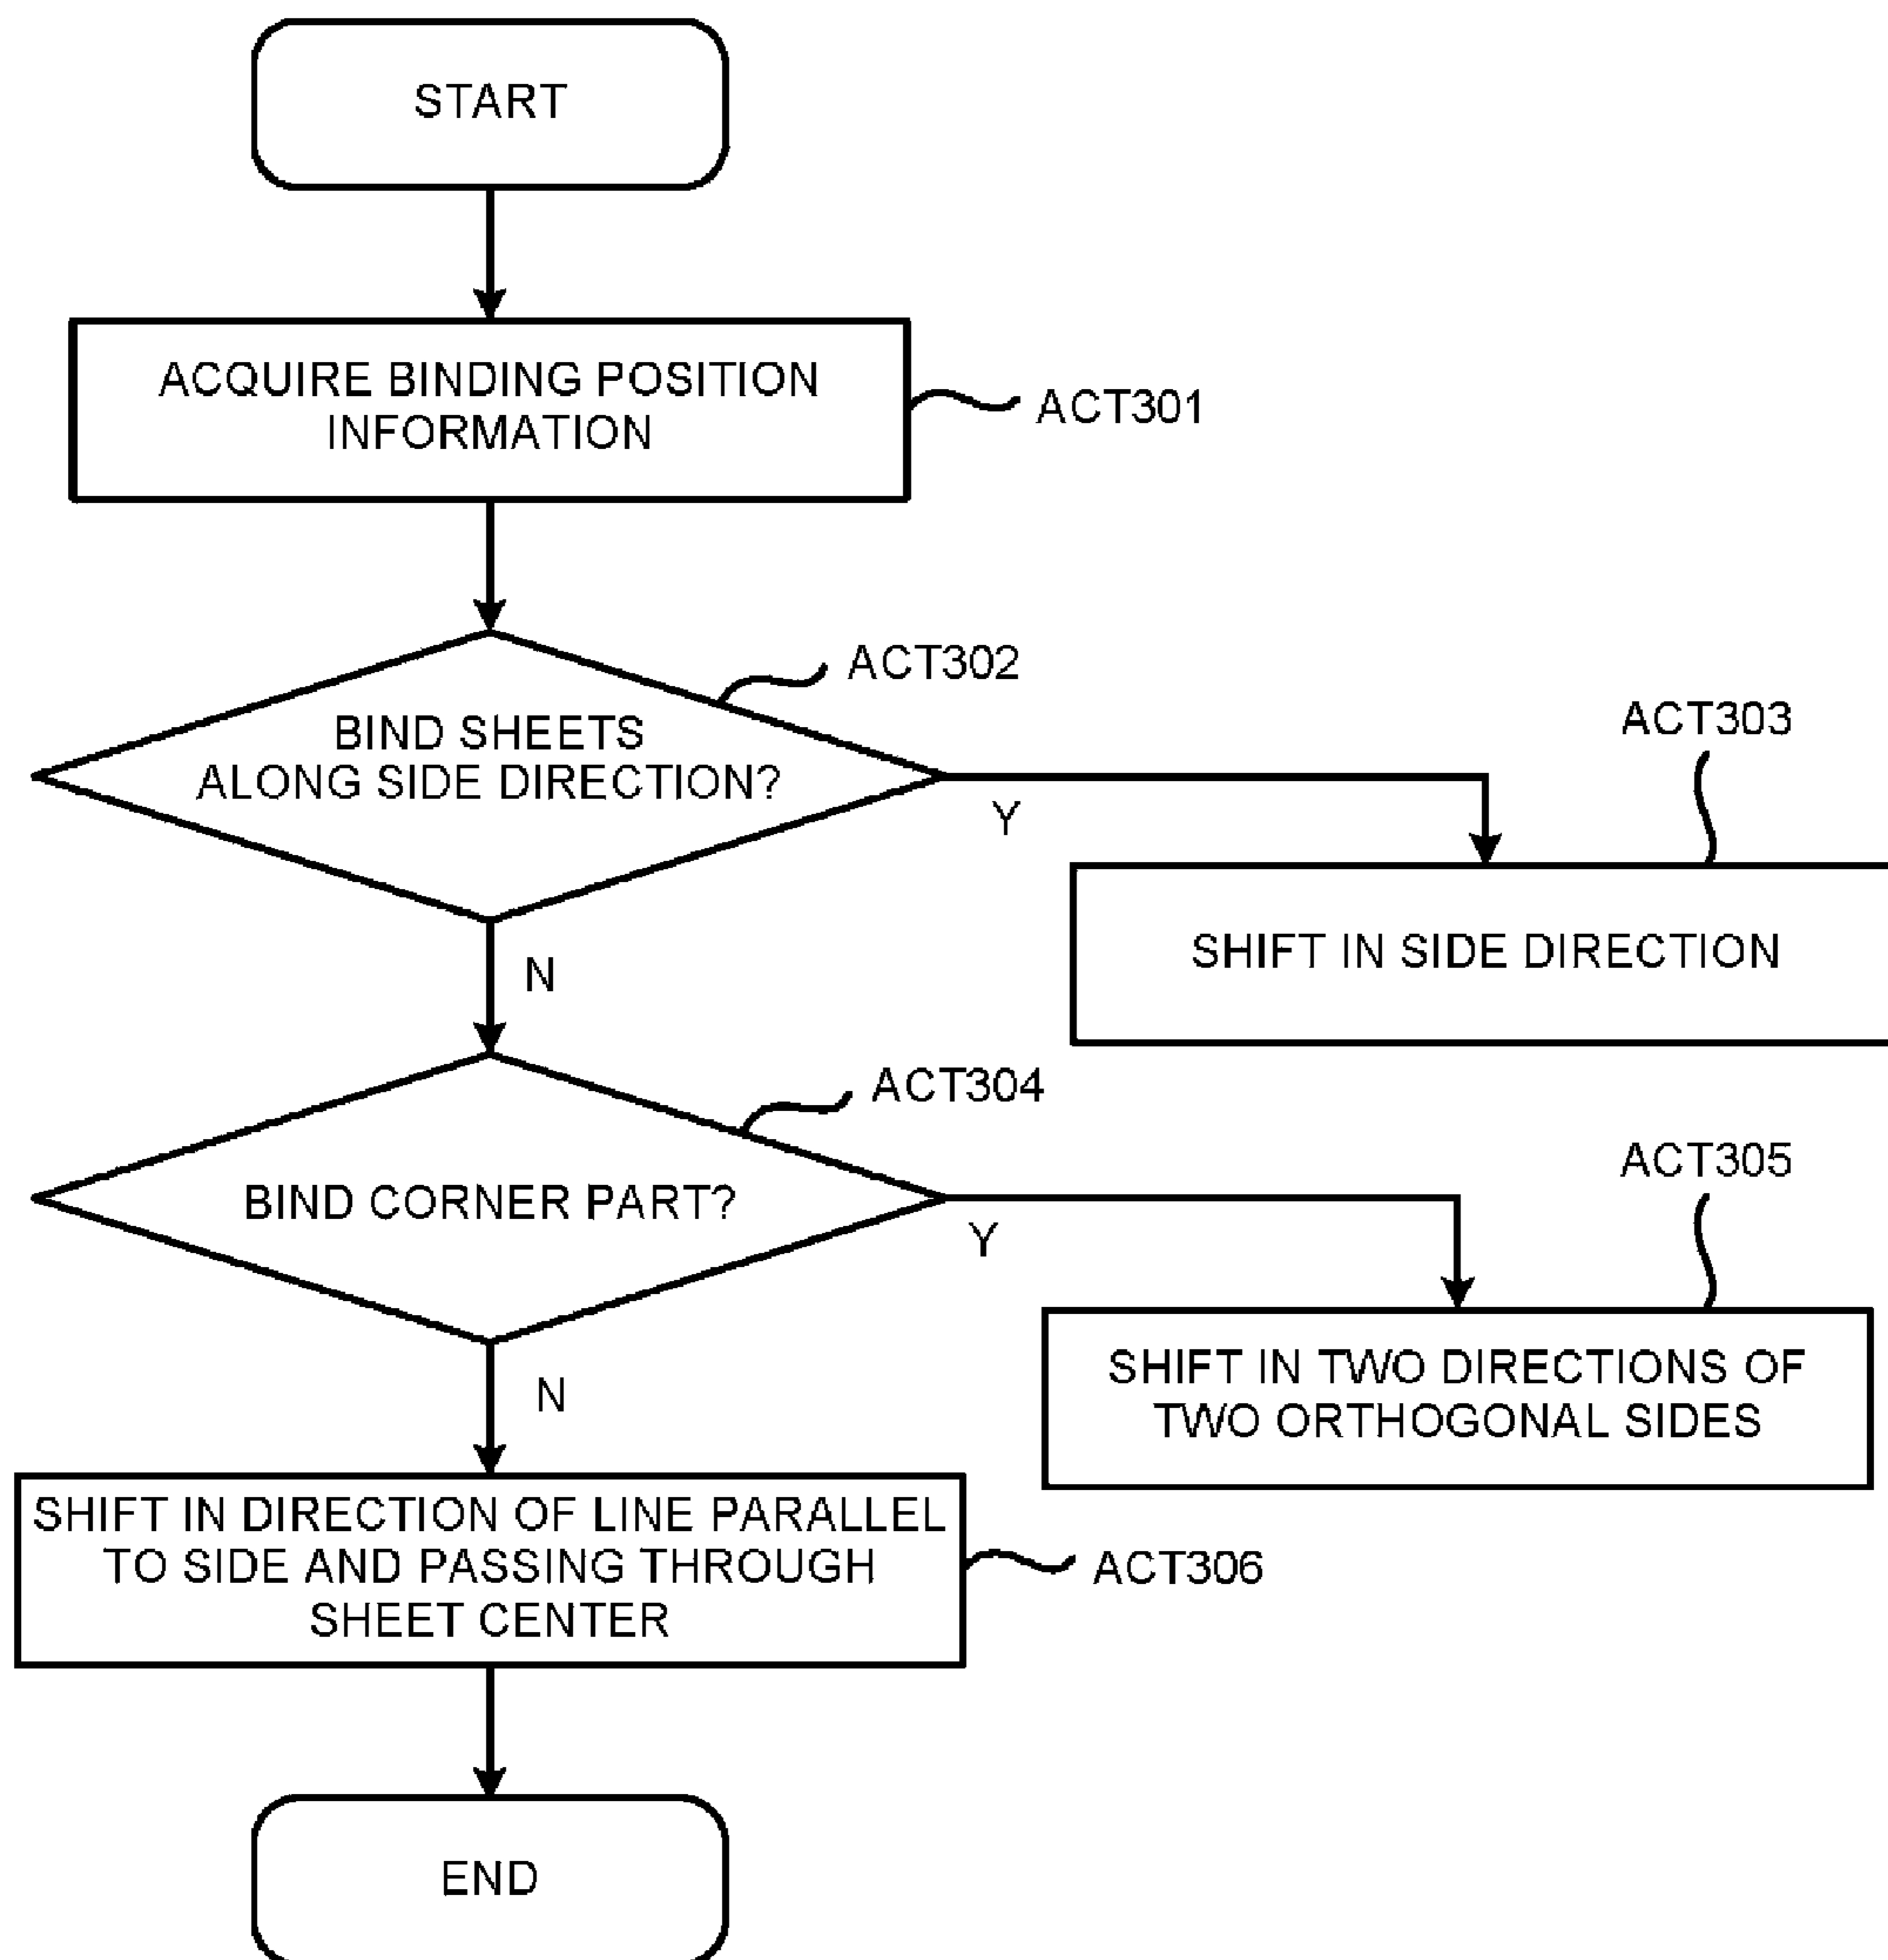 START
ACQUIRE BINDING POSITION
INFORMATION
ACT301
ACT302
BIND SHEETS
ALONG SIDE DIRECTION?
Y
ACT303
SHIFT IN SIDE DIRECTION
N
ACT304
BIND CORNER PART?
Y
ACT305
SHIFT IN TWO DIRECTIONS OF
TWO ORTHOGONAL SIDES
N
SHIFT IN DIRECTION OF LINE PARALLEL
TO SIDE AND PASSING THROUGH
SHEET CENTER
ACT306
END